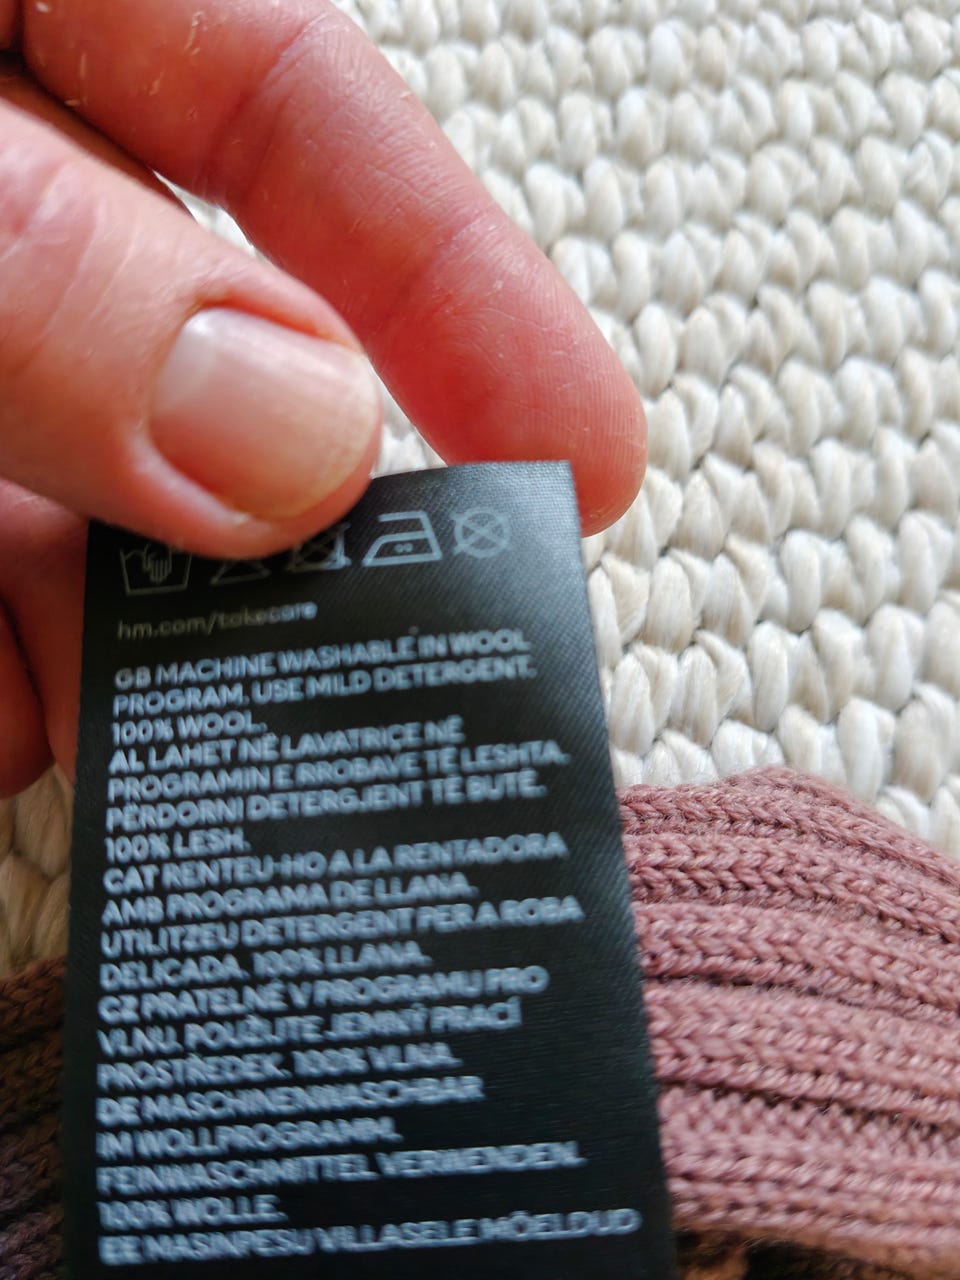 hm.com/takecare
GB MACHINE WASHABLE IN WOOL
PROGRAM. USE MILD DETERGENT.
100% WOOL.
AL LAHET NË LAVATRIÇE NË
PROGRAMIN E RROBAVE TË LESHTA.
PËRDORNI DETERGJENT TË BUTË.
100% LESH.
CAT RENTEU-HO A LA RENTADORA
AMB PROGRAMA DE LLANA.
UTILITZEU DETERGENT PER A ROBA
DELICADA. 100% LLANA.
CZ PRATELNÉ V PROGRAMU PRO
VLNU. POUŽIJTE JEMNÝ PRACÍ
PROSTŘEDEK. 100% VLNA.
DE MASCHINENWASCHBAR
IM WOLLPROGRAMM.
FEINWASCHMITTEL VERWENDEN.
100% WOLLE.
EE MASINPESU VILLASELE MÕELDUD